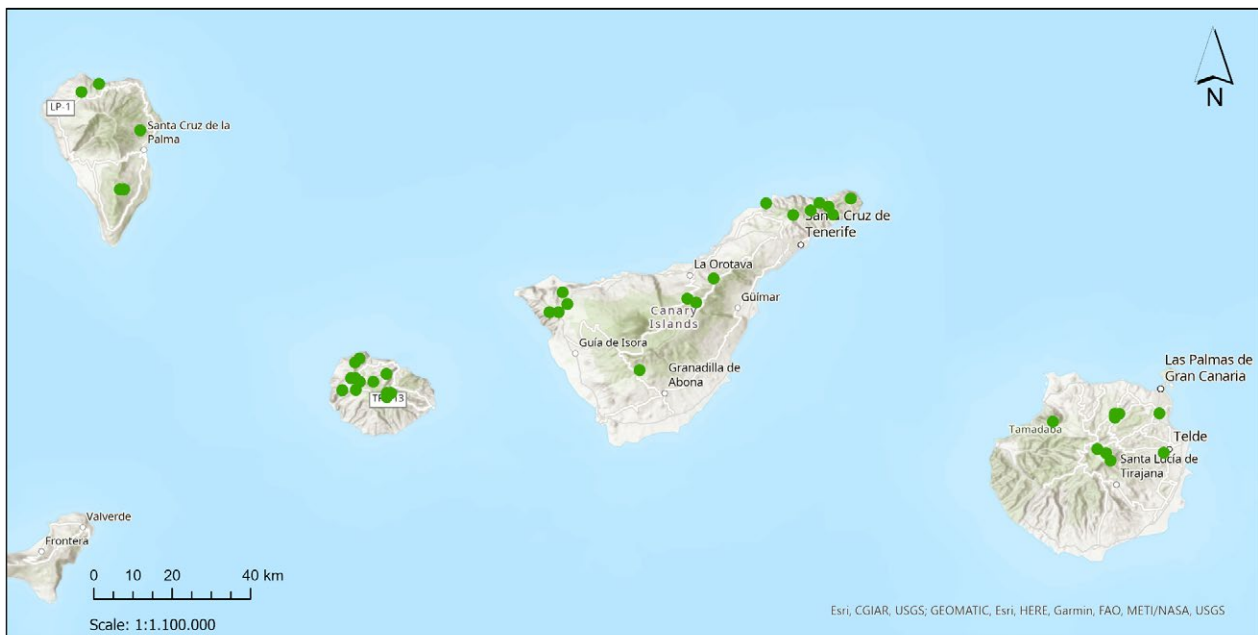 N
LP-1
Santa Cruz de la
Palma
Santa Cruz de
Tenerife
La Orotava
Güímar
Canary
Islands
Guía de Isora
Granadilla de
Abona
Las Palmas de
Gran Canaria
Tamadaba
Telde
Santa Lucía de
Tirajana
Valverde
Frontera
0 10 20 40 km
Scale: 1:1.100.000
Esri, CGIAR, USGS; GEOMATIC, Esri, HERE, Garmin, FAO, METI/NASA, USGS